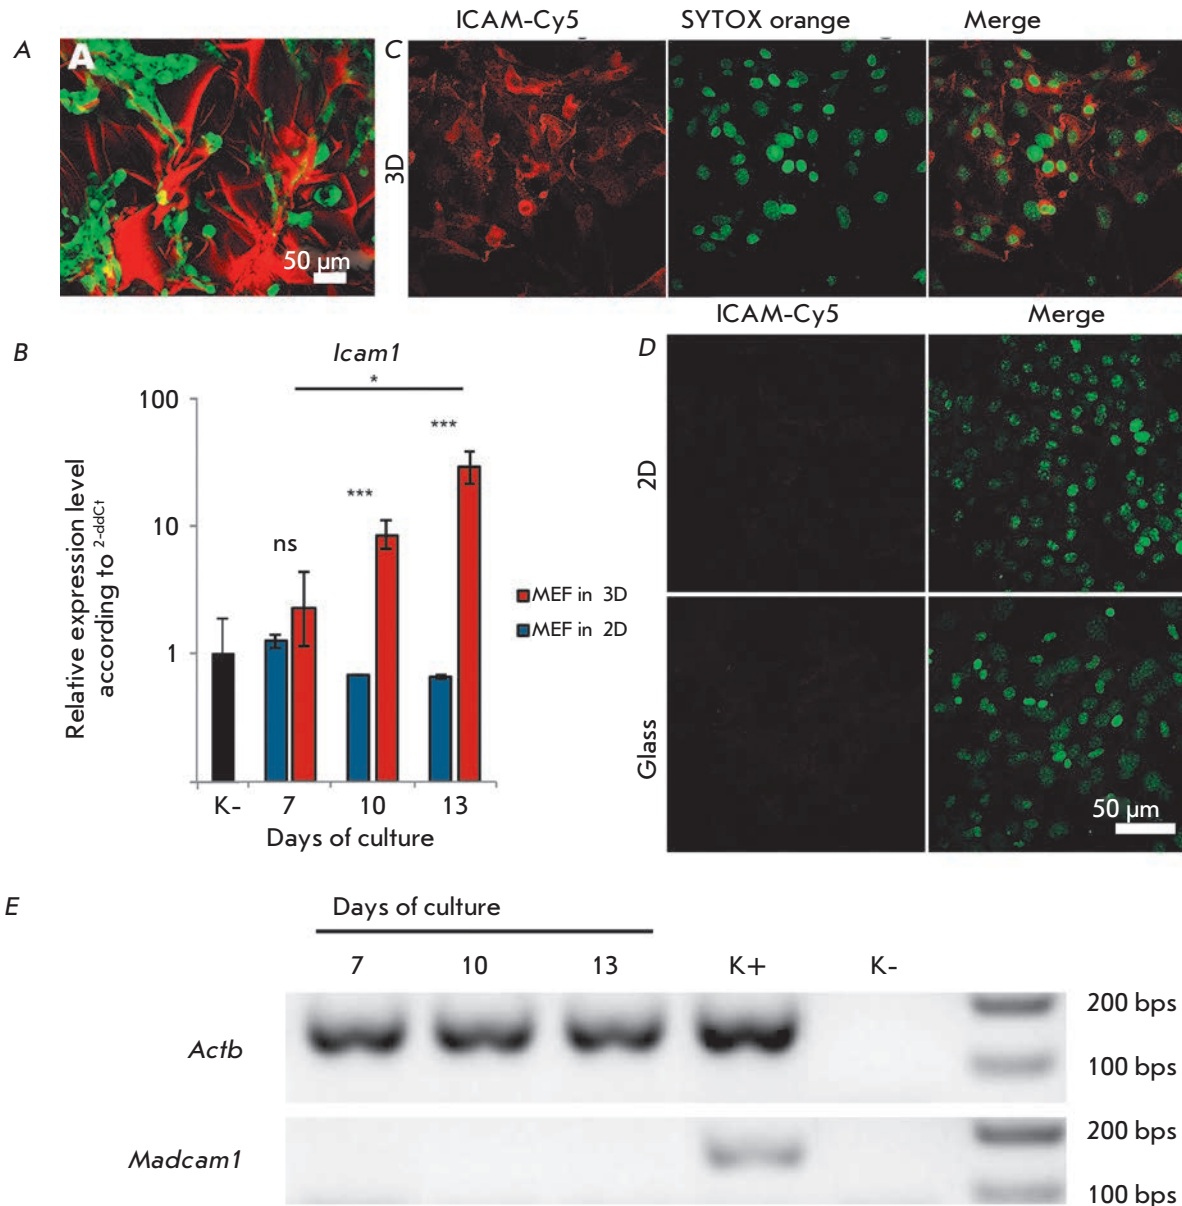 A
A
50 µm
C
ICAM-Cy5 SYTOX orange Merge
3D
B
Icam1
*
100
10
1
ns
***
***
Relative expression level
according to 2-ddCt
MEF in 3D
MEF in 2D
K- 7 10 13
Days of culture
D
ICAM-Cy5 Merge
2D
Glass
50 µm
E
Days of culture
7 10 13 K+ K-
Actb
200 bps
100 bps
Madcam1
200 bps
100 bps